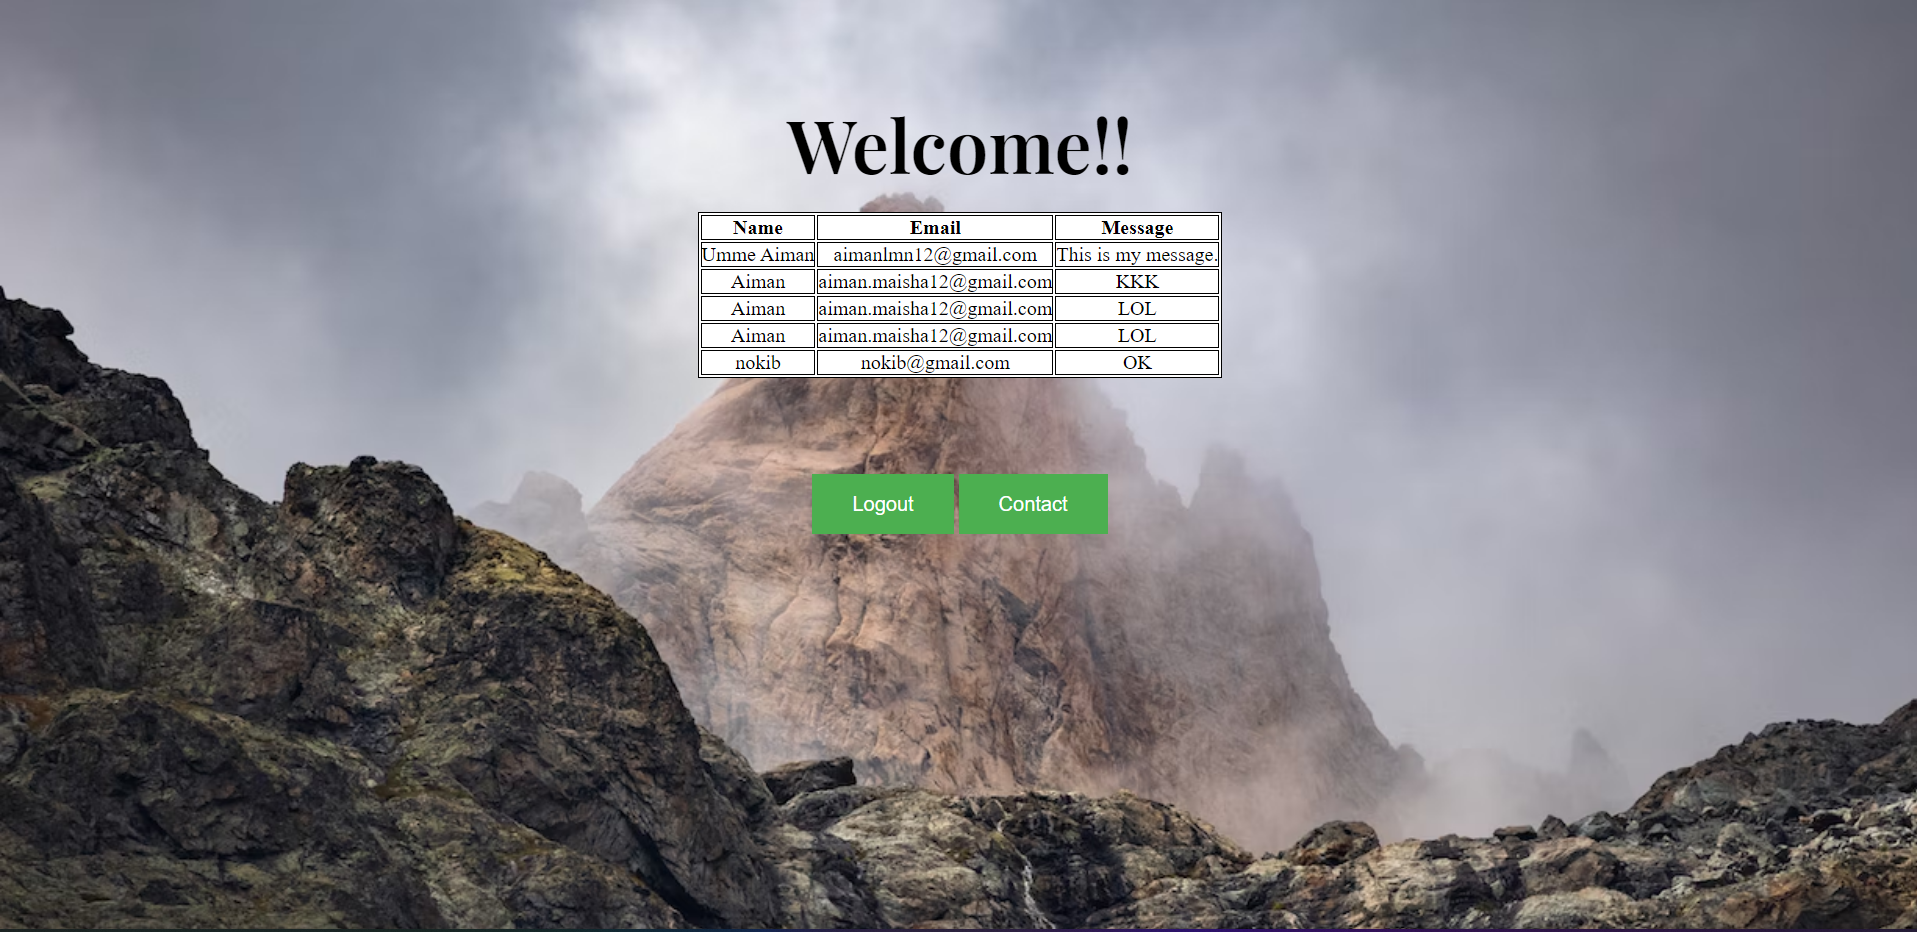 Welcome!!
Name Email Message
Umme Aiman aimanlmn12@gmail.com This is my message.
Aiman aiman.maisha12@gmail.com KKK
Aiman aiman.maisha12@gmail.com LOL
Aiman aiman.maisha12@gmail.com LOL
nokib nokib@gmail.com OK
Logout Contact